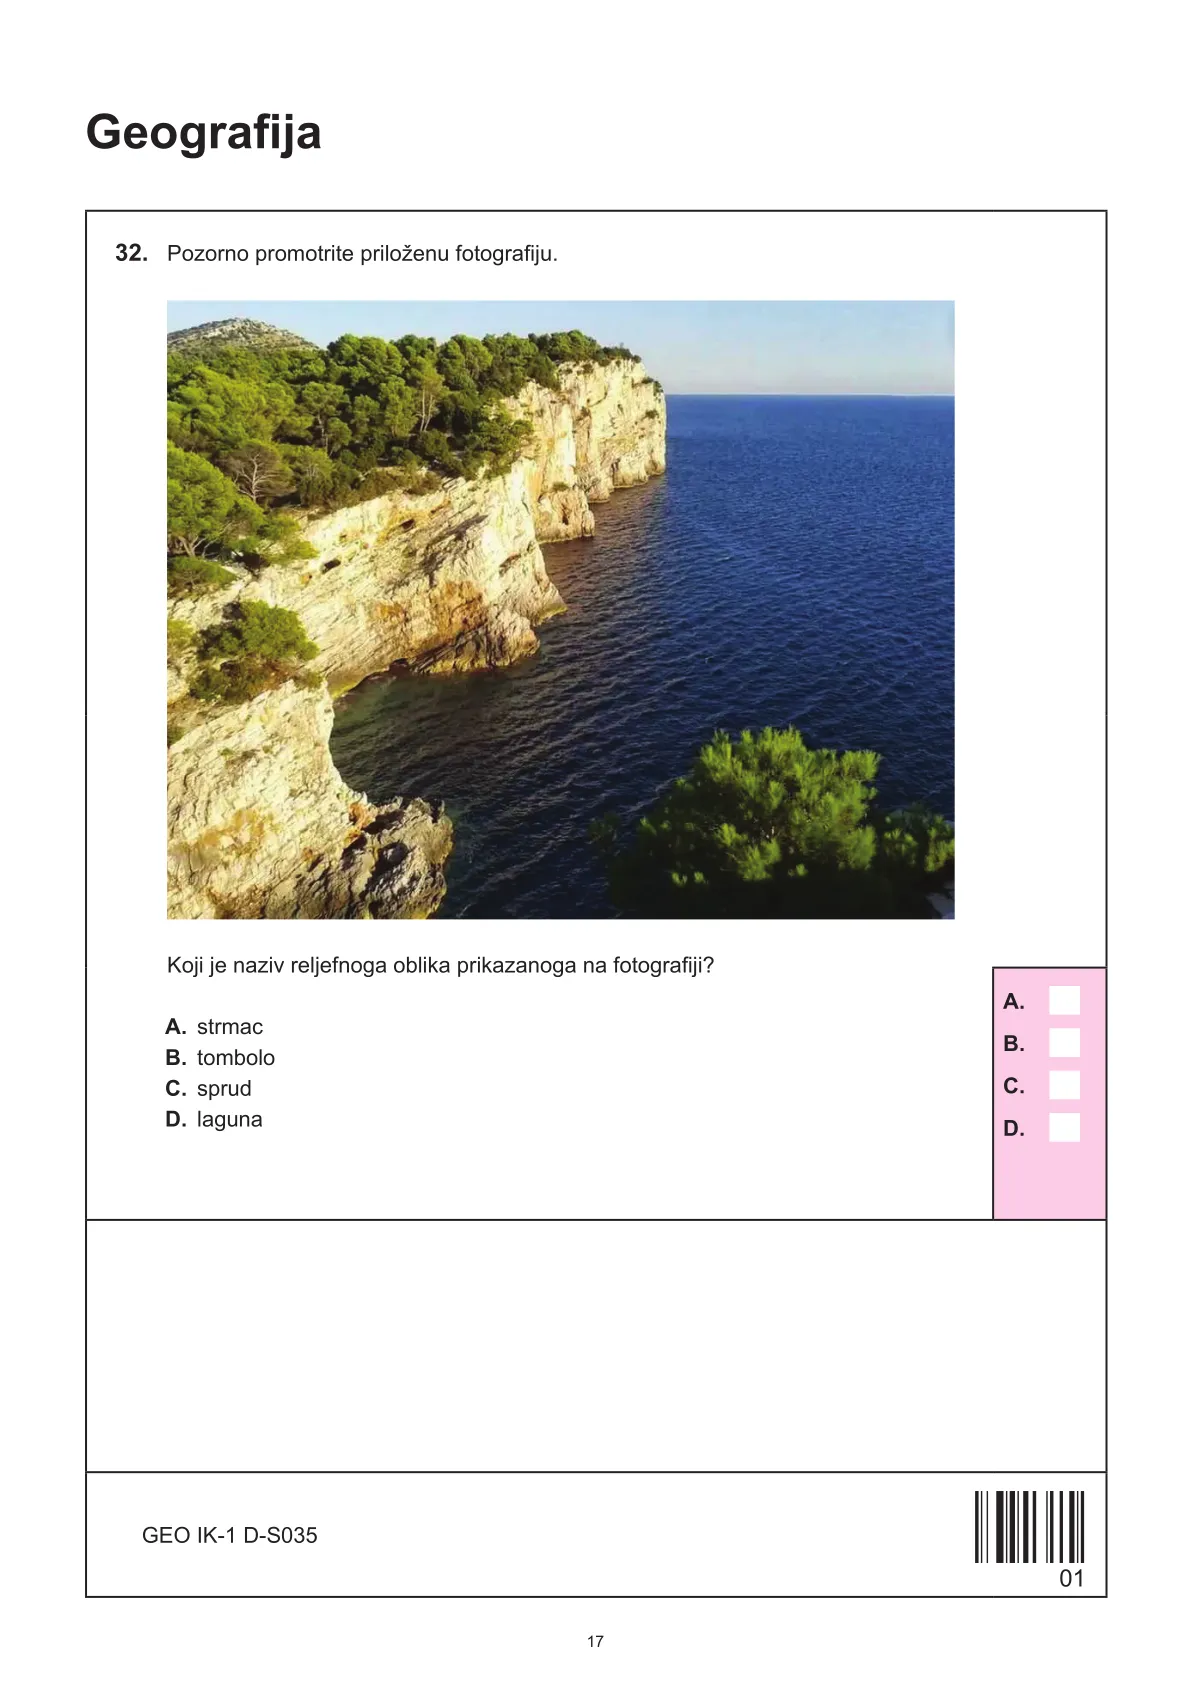 Geografija
32. Pozorno promotrite priloženu fotografiju.
Koji je naziv reljefnoga oblika prikazanoga na fotografiji?
A. strmac
B. tombolo
C. sprud
D. laguna
A.
B.
C.
D.
GEO IK-1 D-S035
01
17